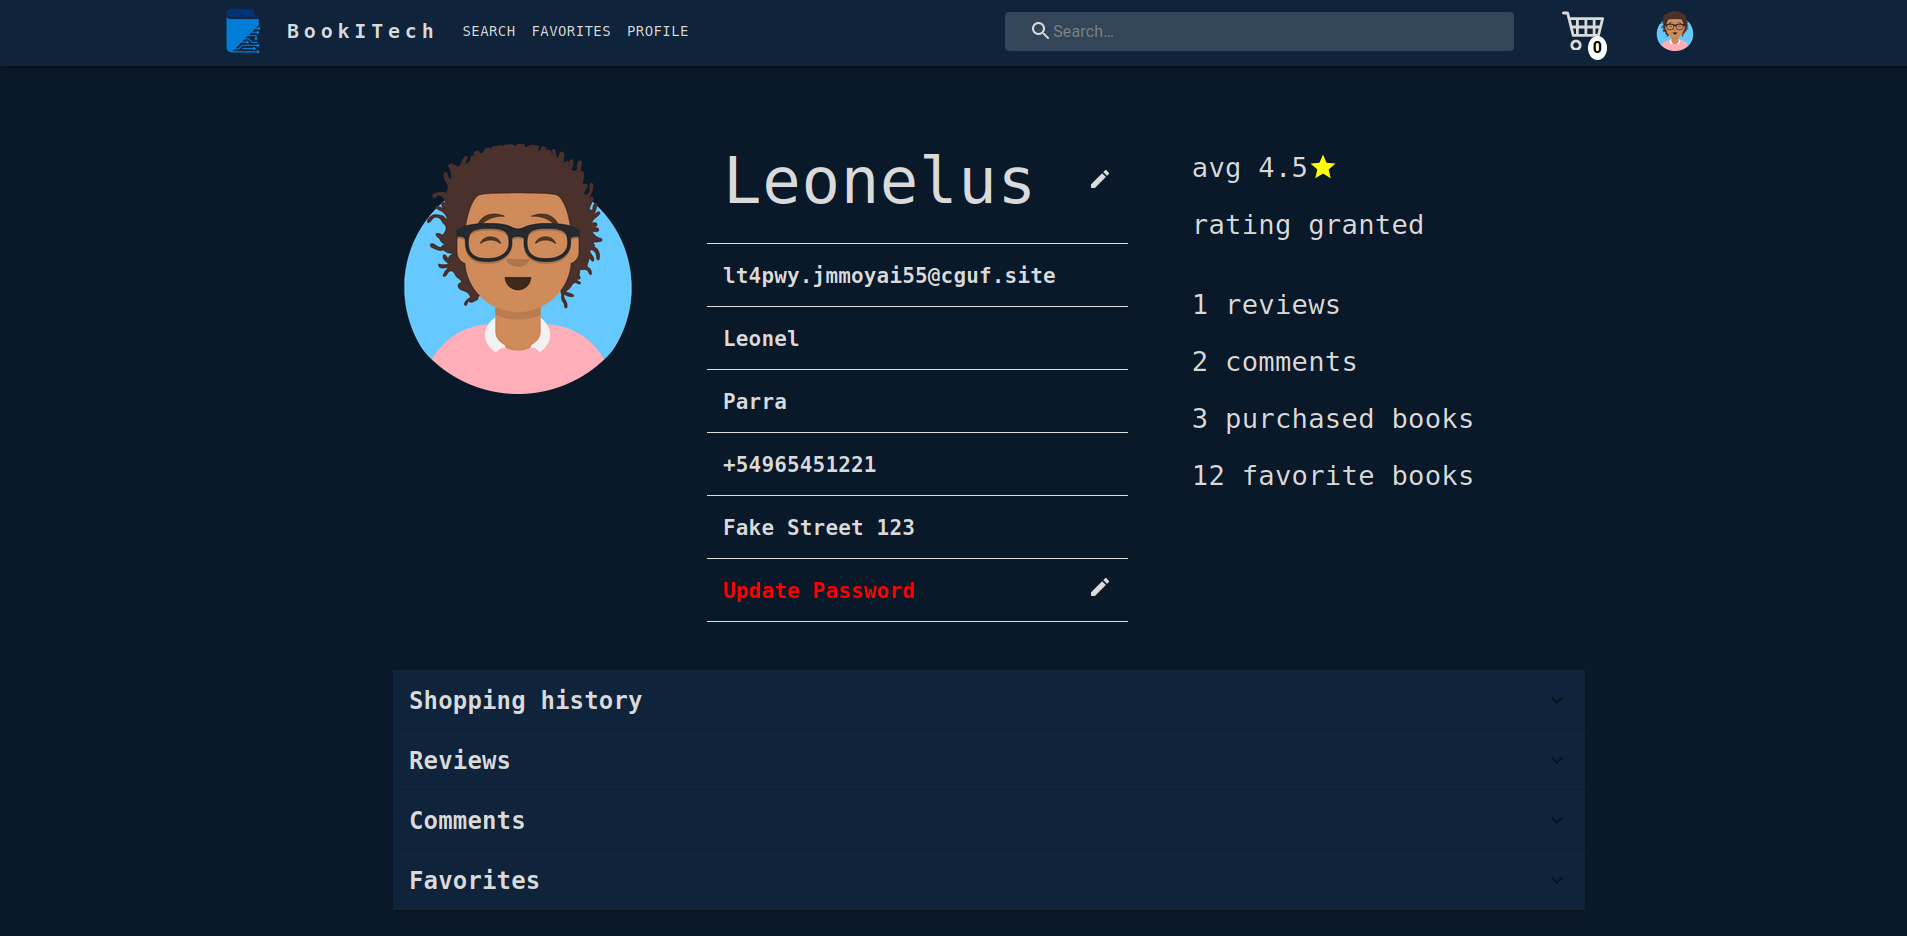 BookITech SEARCH FAVORITES PROFILE Search... 0
Leonelus
lt4pwy.jmmoyai55@cguf.site
Leonel
Parra
+54965451221
Fake Street 123
Update Password
avg 4.5
rating granted
1 reviews
2 comments
3 purchased books
12 favorite books
Shopping history
Reviews
Comments
Favorites